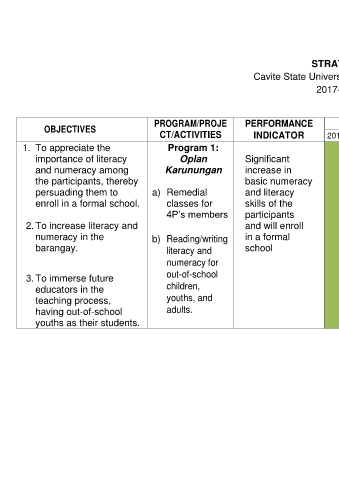 STRAT
Cavite State Univers
2017-
OBJECTIVES
PROGRAM/PROJE
CT/ACTIVITIES
PERFORMANCE
INDICATOR
201
1. To appreciate the
importance of literacy
and numeracy among
the participants, thereby
persuading them to
enroll in a formal school.
2. To increase literacy and
numeracy in the
barangay.
3. To immerse future
educators in the
teaching process,
having out-of-school
youths as their students.
Program 1:
Oplan
Karunungan
a) Remedial
classes for
4P's members
b) Reading/writing
literacy and
numeracy for
out-of-school
children,
youths, and
adults.
Significant
increase in
basic numeracy
and literacy
skills of the
participants
and will enroll
in a formal
school